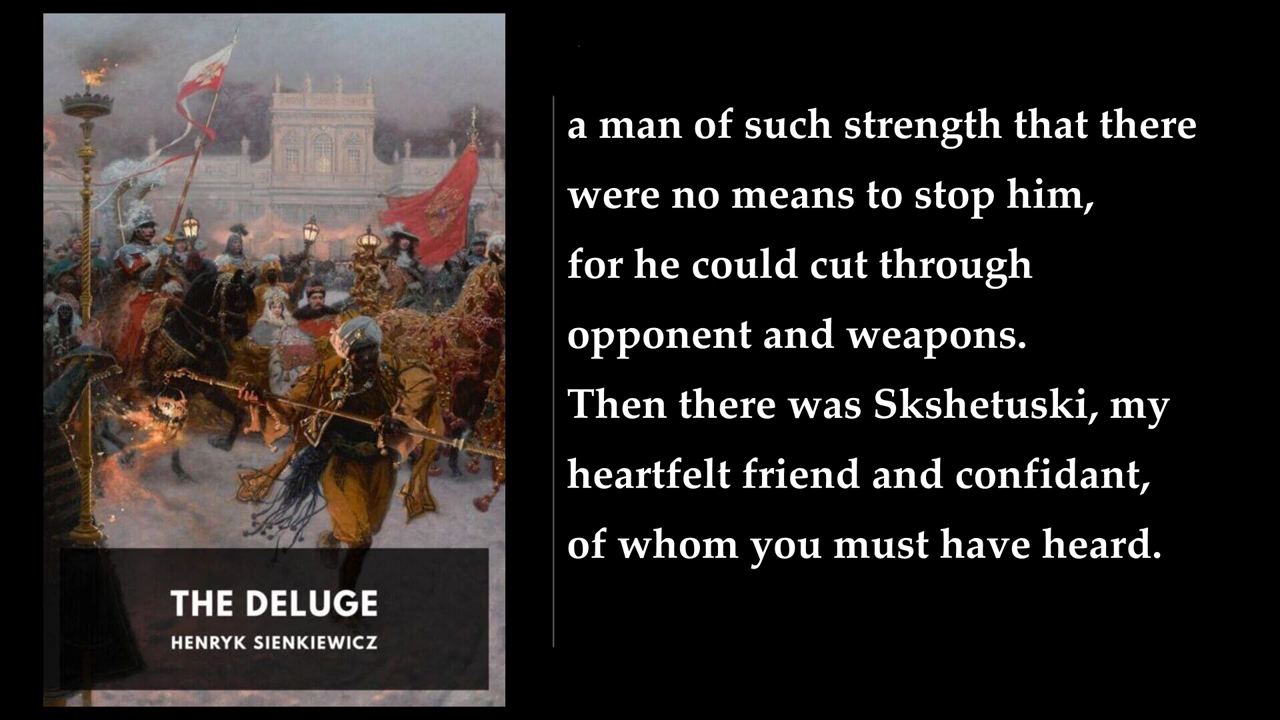 THE DELUGE
HENRYK SIENKIEWICZ
a man of such strength that there
were no means to stop him,
for he could cut through
opponent and weapons.
Then there was Skshetuski, my
heartfelt friend and confidant,
of whom you must have heard.